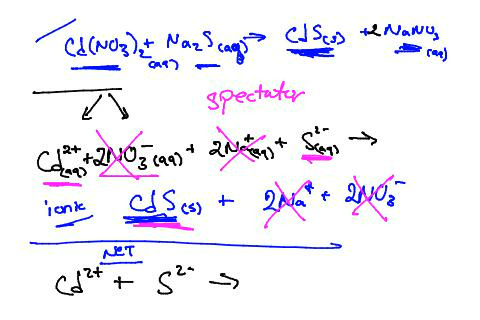 Cd(NO3)2(aq) + Na2S(aq) → CdS(s) + 2NaNO3(aq)
spectator
Cd2+(aq) + 2NO3-(aq) + 2Na+(aq) + S2-(aq) →
ionic CdS(s) + 2Na+ + 2NO3-
NET
Cd2+ + S2- →